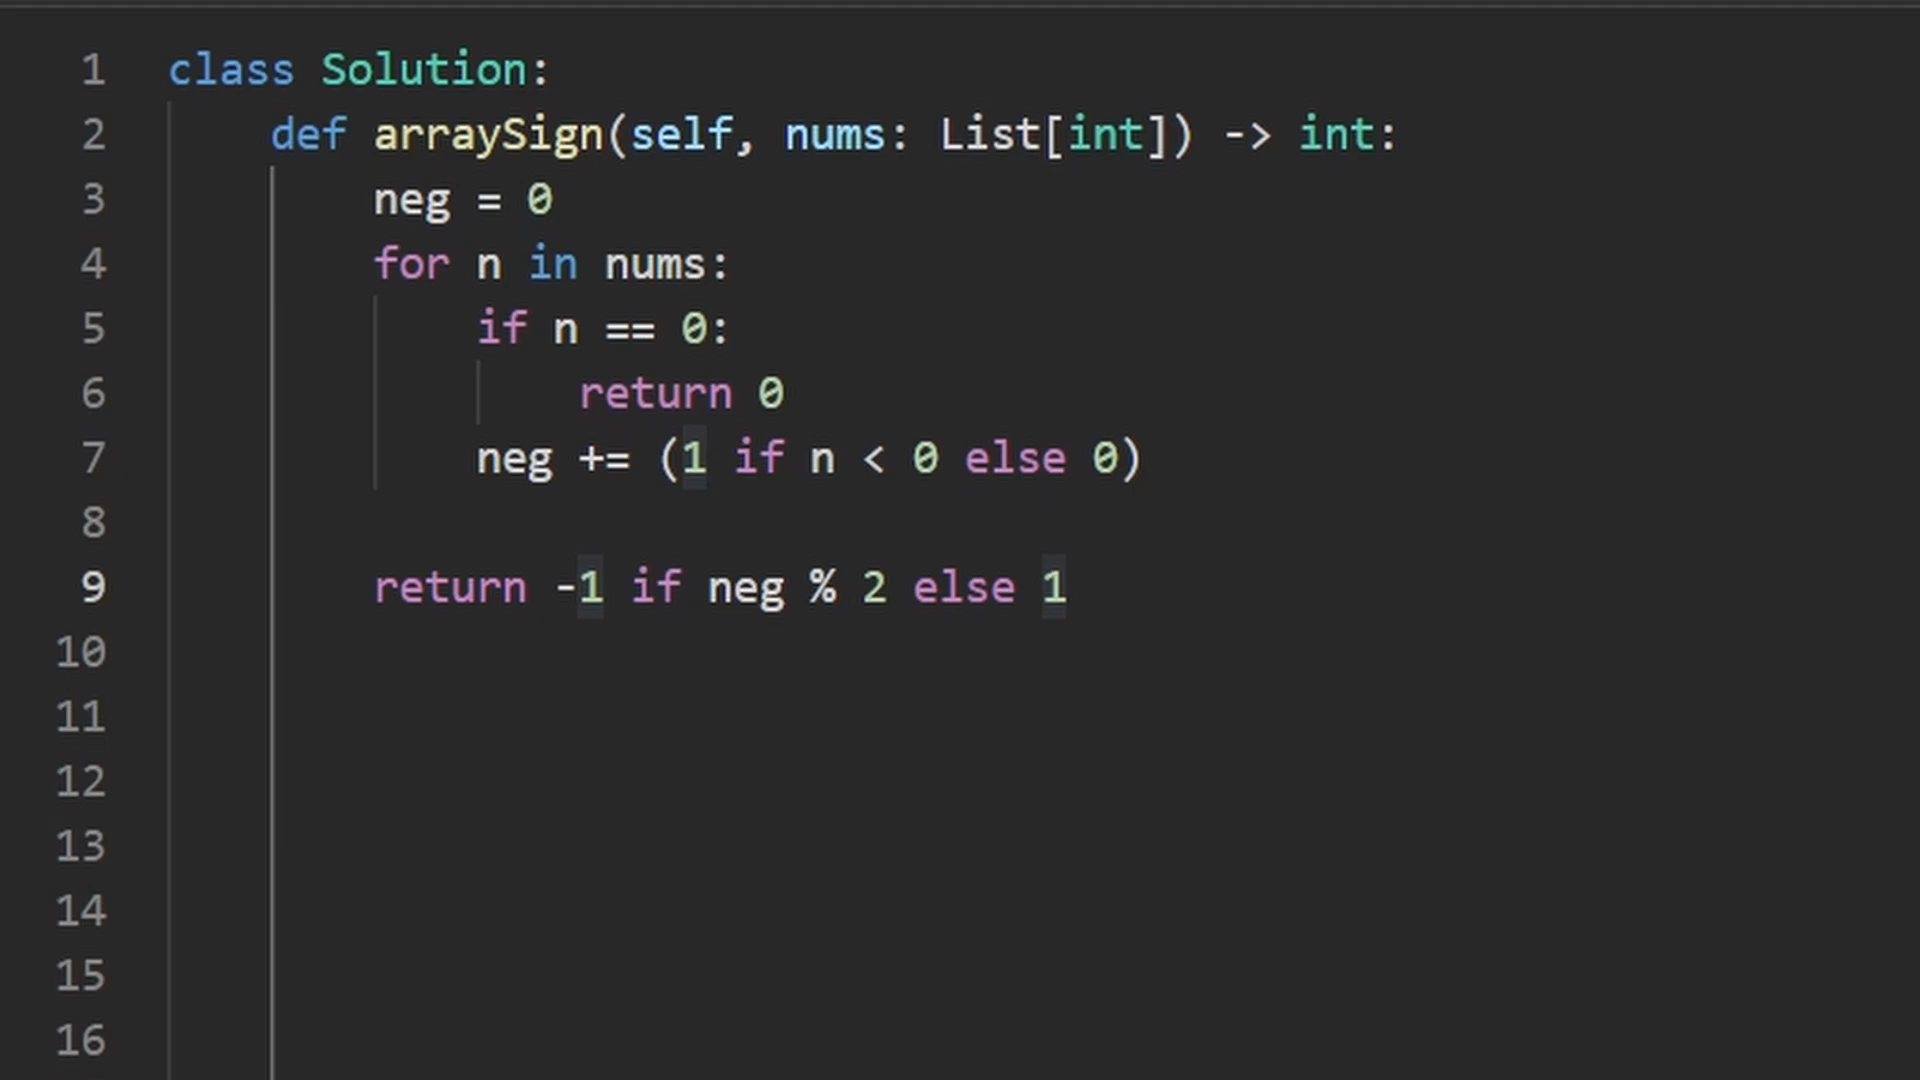 1 class Solution:
2     def arraySign(self, nums: List[int]) -> int:
3         neg = 0
4         for n in nums:
5             if n == 0:
6                 return 0
7             neg += (1 if n < 0 else 0)
8
9         return -1 if neg % 2 else 1
10
11
12
13
14
15
16